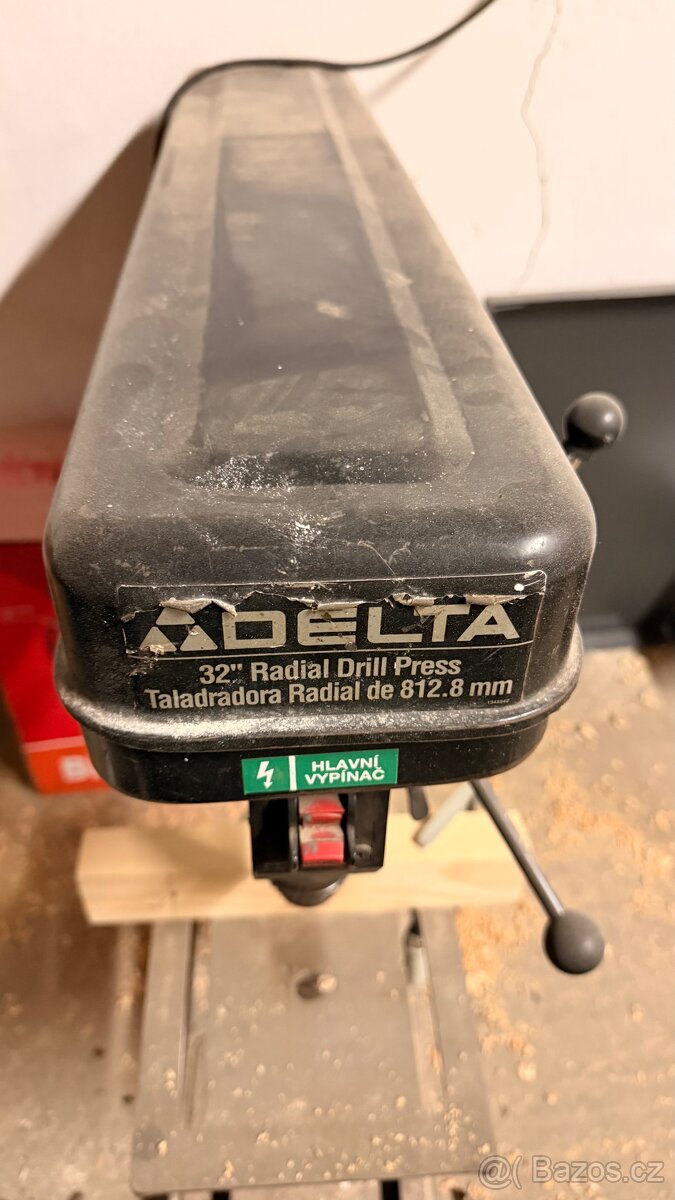 DELTA
32" Radial Drill Press
Taladradora Radial de 812.8 mm
HLAVNÍ
VYPÍNAČ
Bazos.cz